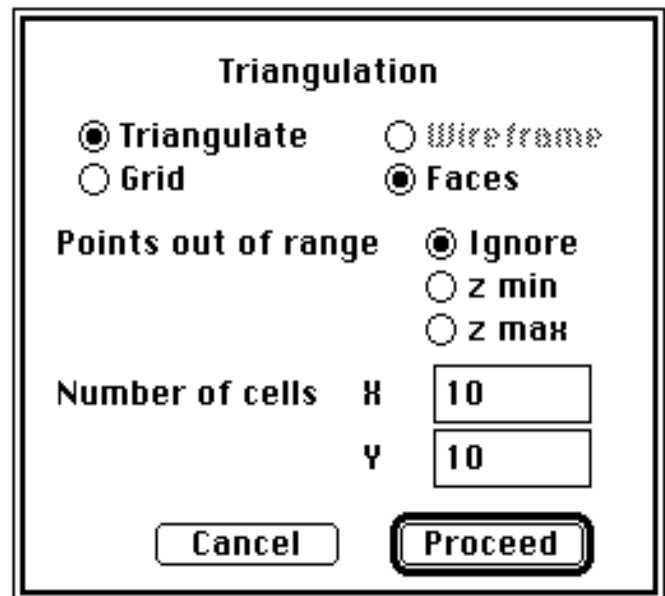 Triangulation
Triangulate Wireframe
Grid Faces
Points out of range Ignore
z min
z max
Number of cells X 10
Y 10
Cancel Proceed